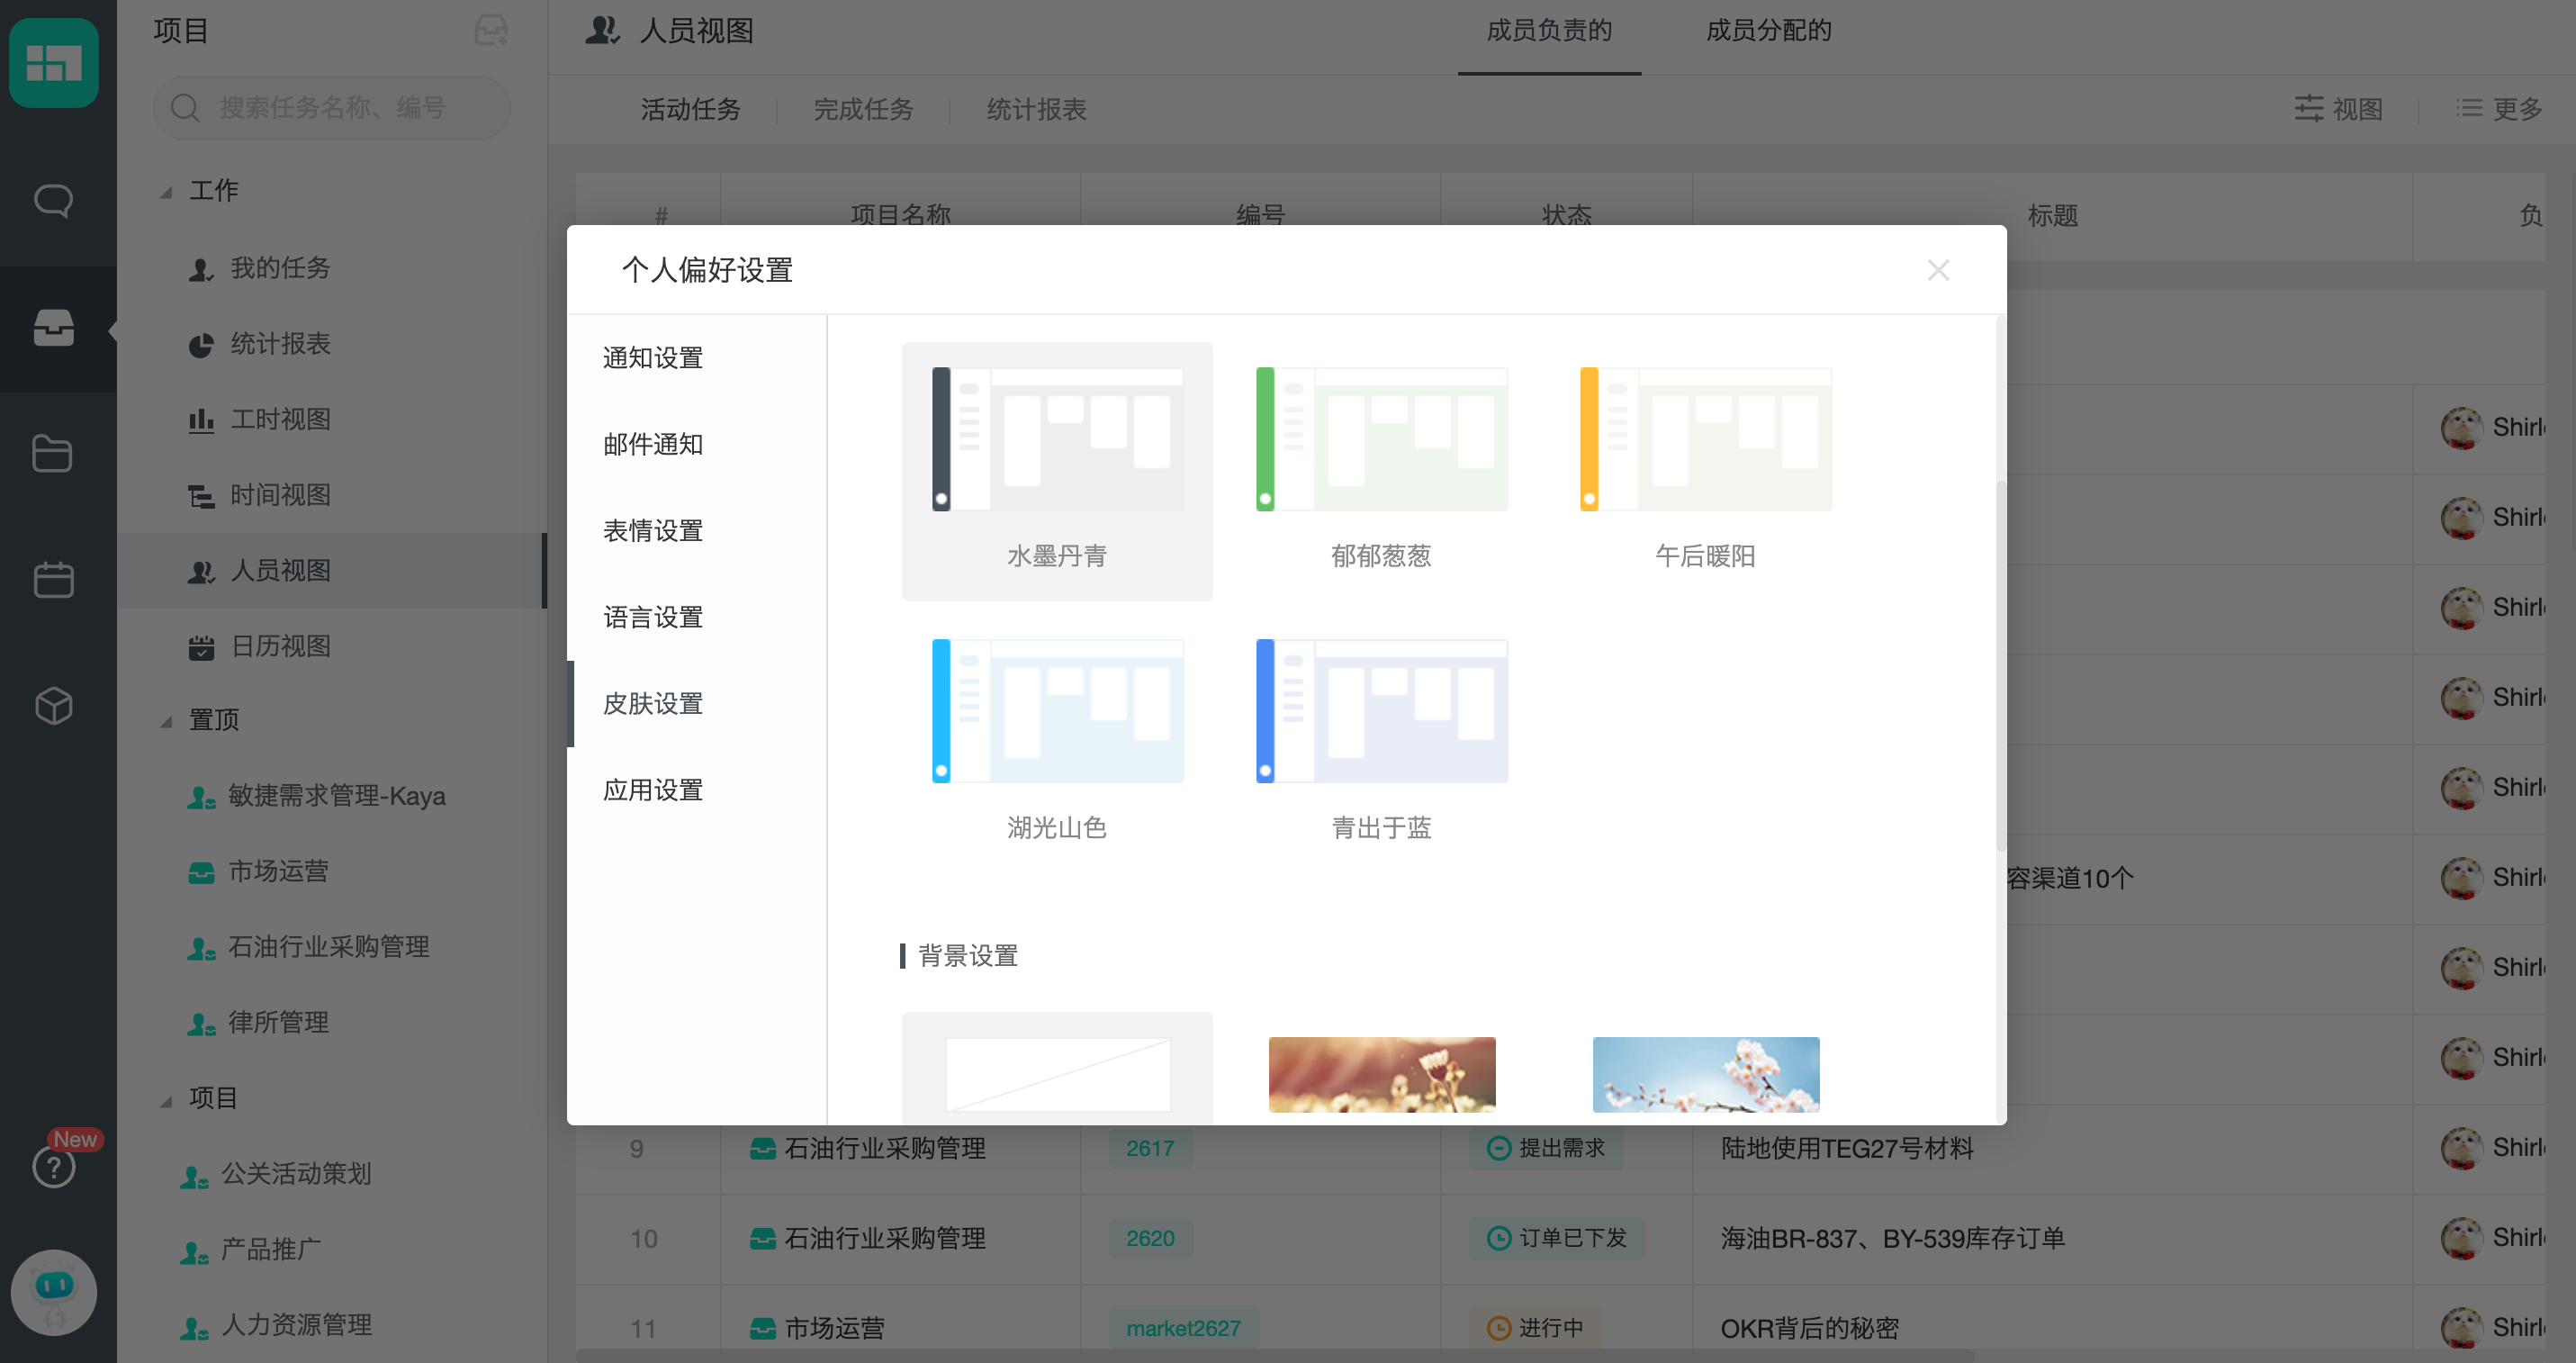 项目
搜索任务名称、编号
工作
我的任务
统计报表
工时视图
时间视图
人员视图
日历视图
置顶
敏捷需求管理-Kaya
市场运营
石油行业采购管理
律所管理
项目
公关活动策划
产品推广
人力资源管理
New
人员视图
成员负责的 成员分配的
活动任务 完成任务 统计报表
视图 更多
# 项目名称 编号 状态 标题 负
个人偏好设置
通知设置
邮件通知
表情设置
语言设置
皮肤设置
应用设置
水墨丹青 郁郁葱葱 午后暖阳
湖光山色 青出于蓝
背景设置
Shirl
Shirl
Shirl
Shirl
Shirl
容渠道10个 Shirl
Shirl
Shirl
9 石油行业采购管理 2617 提出需求 陆地使用TEG27号材料 Shirl
10 石油行业采购管理 2620 订单已下发 海油BR-837、BY-539库存订单 Shirl
11 市场运营 market2627 进行中 OKR背后的秘密 Shirl